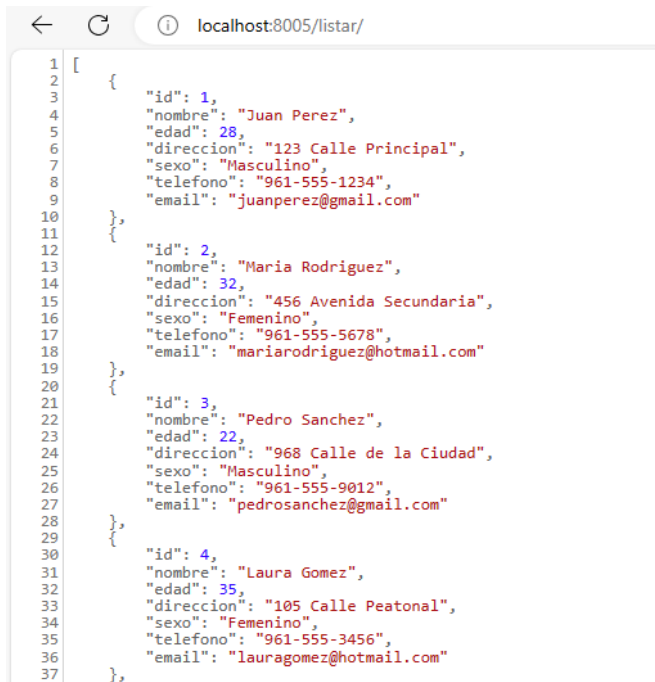 localhost:8005/listar/
1 [
2 {
3 "id": 1,
4 "nombre": "Juan Perez",
5 "edad": 28,
6 "direccion": "123 Calle Principal",
7 "sexo": "Masculino",
8 "telefono": "961-555-1234",
9 "email": "juanperez@gmail.com"
10 },
11 {
12 "id": 2,
13 "nombre": "Maria Rodriguez",
14 "edad": 32,
15 "direccion": "456 Avenida Secundaria",
16 "sexo": "Femenino",
17 "telefono": "961-555-5678",
18 "email": "mariarodriguez@hotmail.com"
19 },
20 {
21 "id": 3,
22 "nombre": "Pedro Sanchez",
23 "edad": 22,
24 "direccion": "968 Calle de la Ciudad",
25 "sexo": "Masculino",
26 "telefono": "961-555-9012",
27 "email": "pedrosanchez@gmail.com"
28 },
29 {
30 "id": 4,
31 "nombre": "Laura Gomez",
32 "edad": 35,
33 "direccion": "105 Calle Peatonal",
34 "sexo": "Femenino",
35 "telefono": "961-555-3456",
36 "email": "lauragomez@hotmail.com"
37 },